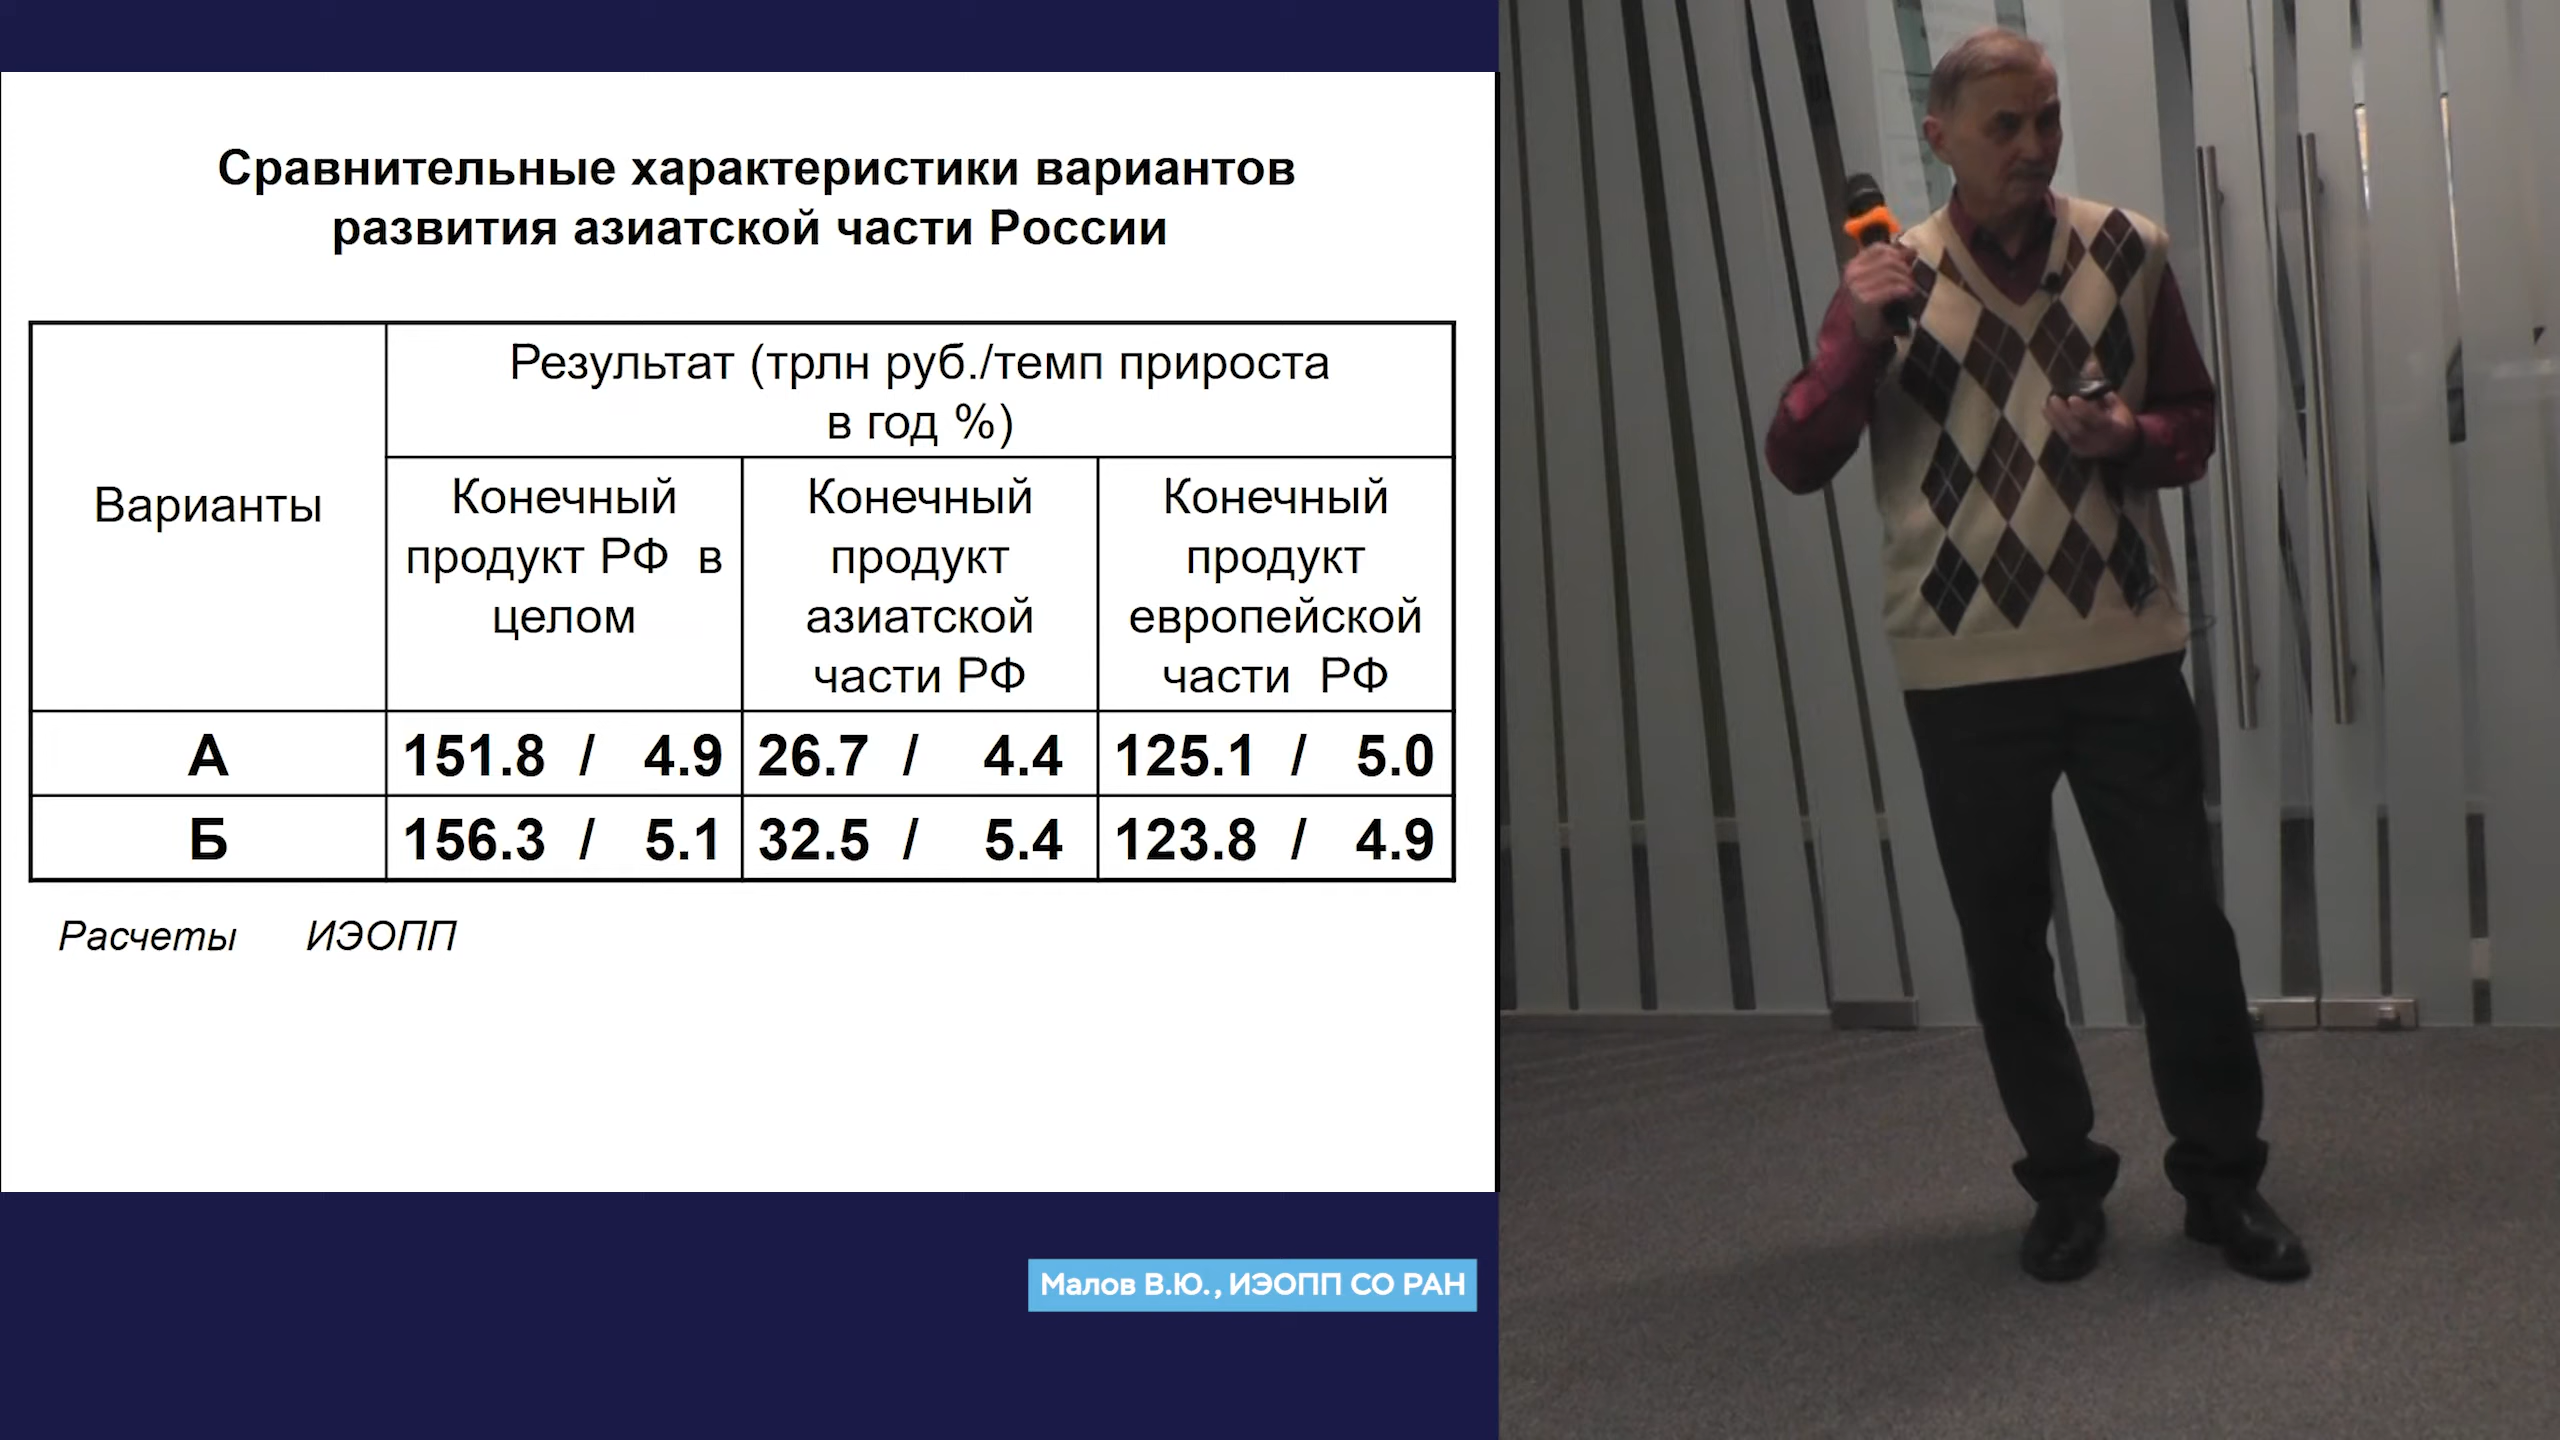 Сравнительные характеристики вариантов
развития азиатской части России
Варианты
Результат (трлн руб./темп прироста
в год %)
Конечный
продукт РФ в
целом
Конечный
продукт
азиатской
части РФ
Конечный
продукт
европейской
части РФ
А 151.8 / 4.9 26.7 / 4.4 125.1 / 5.0
Б 156.3 / 5.1 32.5 / 5.4 123.8 / 4.9
Расчеты ИЭОПП
Малов В.Ю., ИЭОПП СО РАН